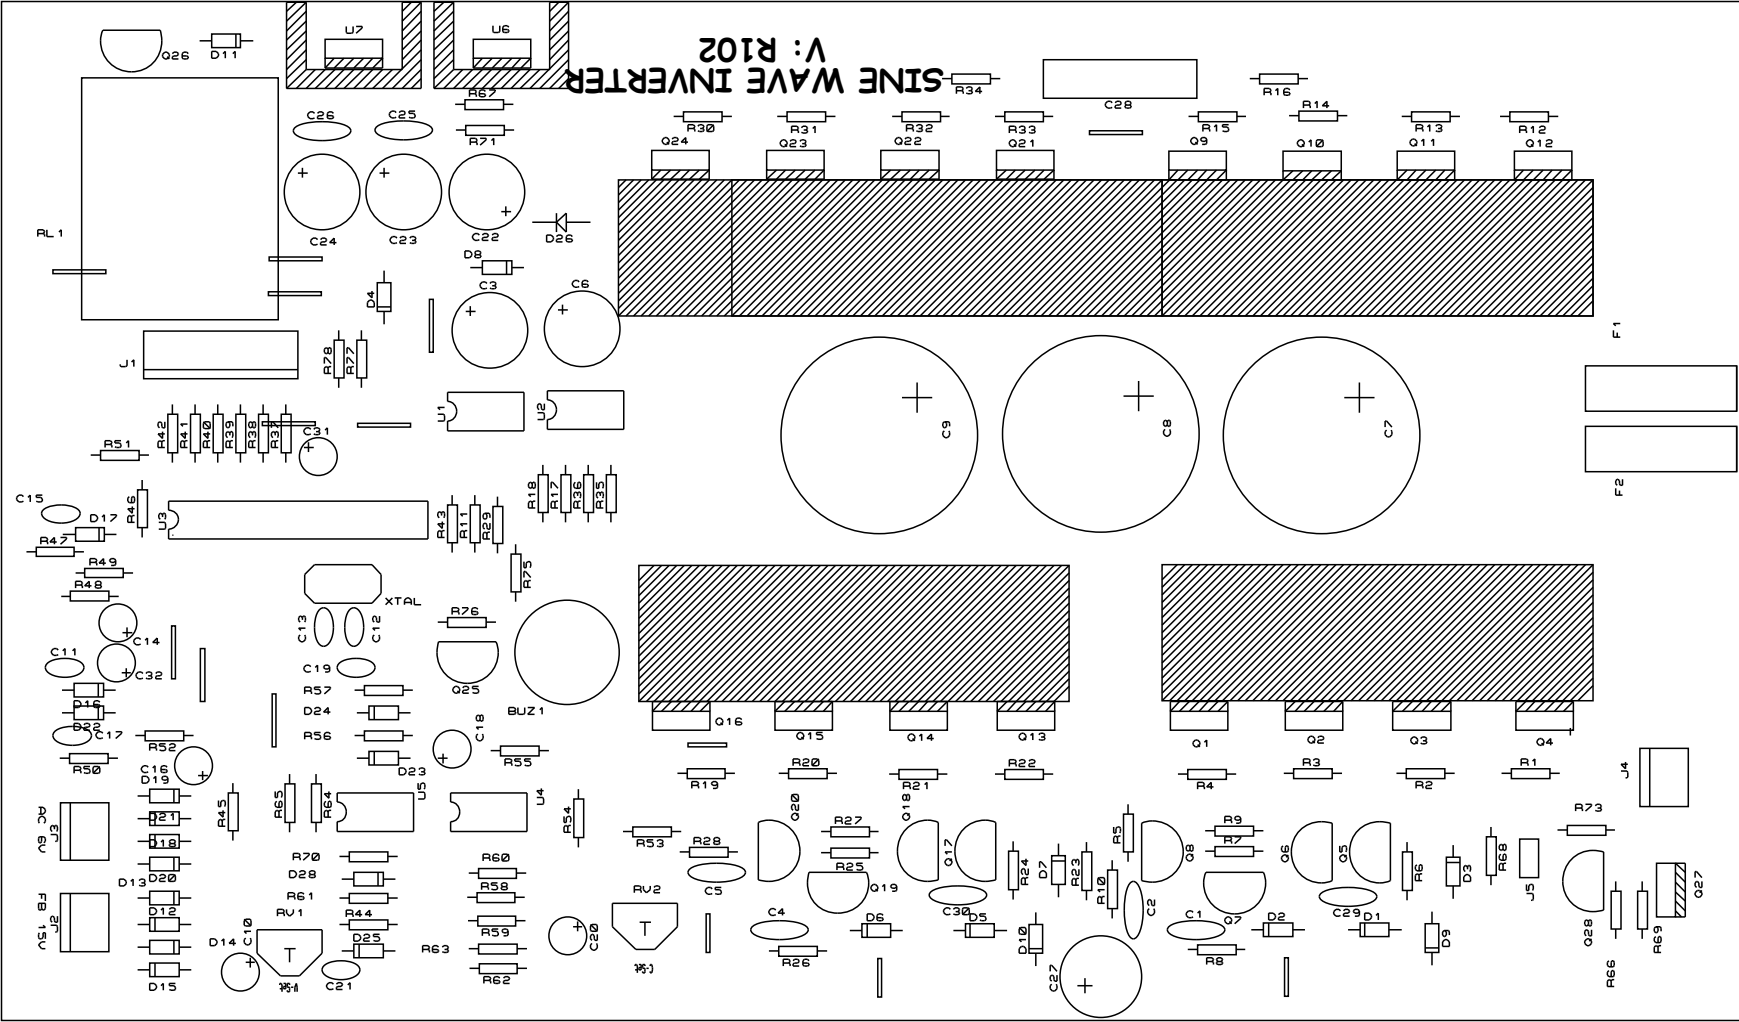 U7 U6
Q26 D11
V: R102
SINE WAVE INVERTER
R34 C28 R16
R67
C26 C25 R71
R30 R31 R32 R33 R15 R14 R13 R12
Q24 Q23 Q22 Q21 Q9 Q10 Q11 Q12
RL1
C24 C23 C22 D26
D8
D4 C3 C6
F1
J1 R78 R77
U1 U2
C9 C8 C7
R42 R41 R40 R39 R38 R37 C31
R51
F2
C15 R46 U3 R43 R11 R29 R18 R17 R36 R35
D17
R47
R49
R48
R75
XTAL
C13 C12
R76
C14
C11 C32
C19
Q25
R57
D16
D24
D22
C17
R56
BUZ1
C18
R52
R50
R55
D23
Q16 Q15 Q14 Q13 Q1 Q2 Q3 Q4
C16
D19
R19 R20 R21 R22 R4 R3 R2 R1
J4
AC 6V
J3
D21
D18
D20
R45 R65 R64 U5 U4 R54
R53
R28
C5
Q20
R27
R25
Q18
Q17
R24 D7 R23 R5 R10
Q8
R9
R7
Q6 Q5
R6 D3 R68
J5
R73
Q27
R70
D28
R61
R60
R58
R59
R63
R62
RV2
C-Set
FB 15V
J2
D13
D12
D14
D15
C10
RV1
V-Set
R44
D25
C21
C20
C4
R26
Q19
D6
C30
D5
D10
C27
C2
C1
R8
Q7
D2
C29
D1
D9
Q28
R66
R69